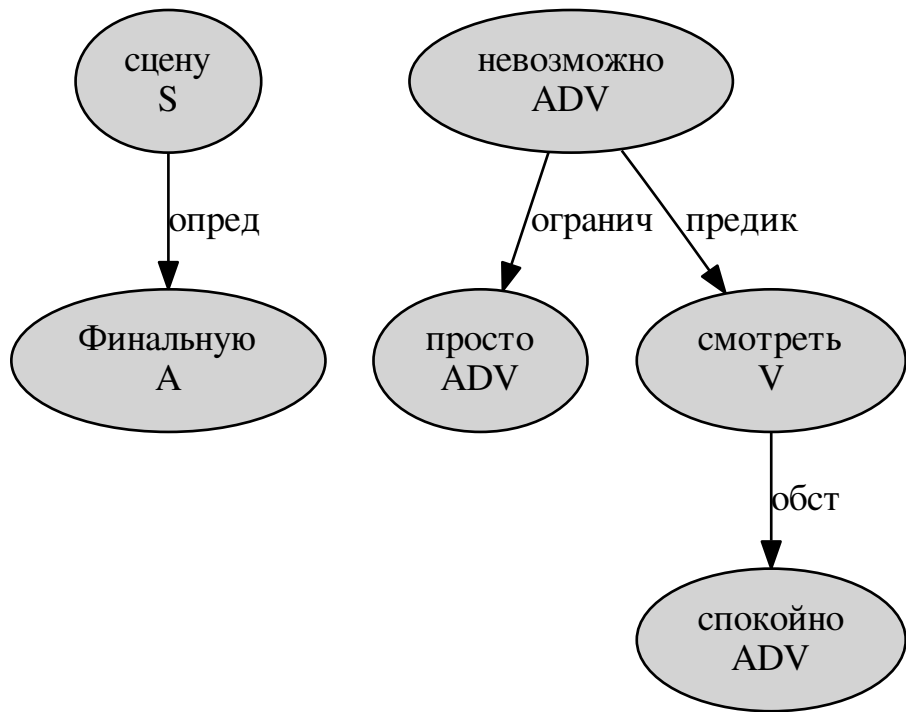 сцену
S
невозможно
ADV
опред
огранич
предик
Финальную
A
просто
ADV
смотреть
V
обст
спокойно
ADV